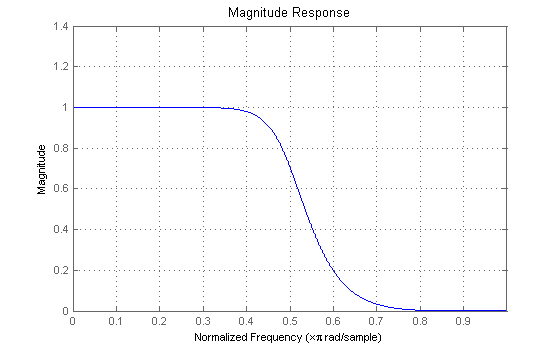 Magnitude Response
1.4
1.2
1
0.8
0.6
0.4
0.2
0
Magnitude
0 0.1 0.2 0.3 0.4 0.5 0.6 0.7 0.8 0.9
Normalized Frequency (×π rad/sample)